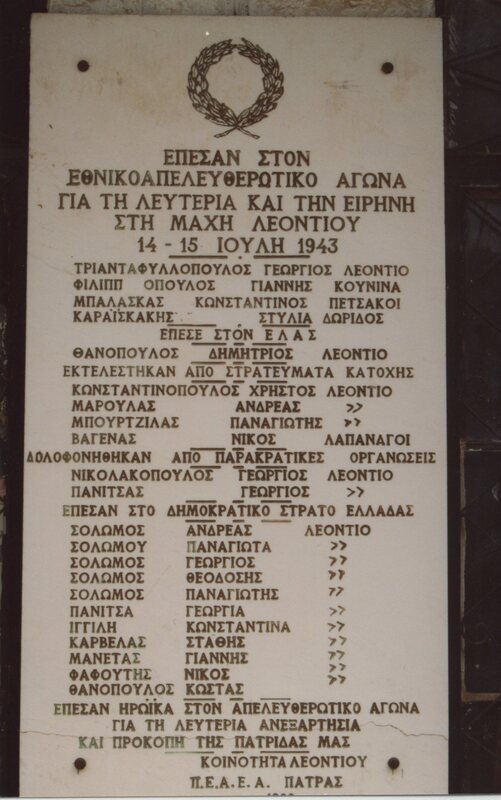 ΕΠΕΣΑΝ ΣΤΟΝ
ΕΘΝΙΚΟΑΠΕΛΕΥΘΕΡΩΤΙΚΟ ΑΓΩΝΑ
ΓΙΑ ΤΗ ΛΕΥΤΕΡΙΑ ΚΑΙ ΤΗΝ ΕΙΡΗΝΗ
ΣΤΗ ΜΑΧΗ ΛΕΟΝΤΙΟΥ
14 - 15 ΙΟΥΛΗ 1943
ΤΡΙΑΝΤΑΦΥΛΛΟΠΟΥΛΟΣ ΓΕΩΡΓΙΟΣ ΛΕΟΝΤΙΟ
ΦΙΛΙΠΠ ΟΠΟΥΛΟΣ ΓΙΑΝΝΗΣ ΚΟΥΝΙΝΑ
ΜΠΑΛΑΣΚΑΣ ΚΩΝΣΤΑΝΤΙΝΟΣ ΠΕΤΣΑΚΟΙ
ΚΑΡΑΪΣΚΑΚΗΣ ΣΤΥΛΙΑ ΔΩΡΙΔΟΣ
ΕΠΕΣΕ ΣΤΟΝ ΕΛΑΣ
ΘΑΝΟΠΟΥΛΟΣ ΔΗΜΗΤΡΙΟΣ ΛΕΟΝΤΙΟ
ΕΚΤΕΛΕΣΤΗΚΑΝ ΑΠΟ ΣΤΡΑΤΕΥΜΑΤΑ ΚΑΤΟΧΗΣ
ΚΩΝΣΤΑΝΤΙΝΟΠΟΥΛΟΣ ΧΡΗΣΤΟΣ ΛΕΟΝΤΙΟ
ΜΑΡΟΥΛΑΣ ΑΝΔΡΕΑΣ >>
ΜΠΟΥΡΤΖΙΛΑΣ ΠΑΝΑΓΙΩΤΗΣ >>
ΒΑΓΕΝΑΣ ΝΙΚΟΣ ΛΑΠΑΝΑΓΟΙ
ΔΟΛΟΦΟΝΗΘΗΚΑΝ ΑΠΟ ΠΑΡΑΚΡΑΤΙΚΕΣ ΟΡΓΑΝΩΣΕΙΣ
ΝΙΚΟΛΑΚΟΠΟΥΛΟΣ ΓΕΩΡΓΙΟΣ ΛΕΟΝΤΙΟ
ΠΑΝΙΤΣΑΣ ΓΕΩΡΓΙΟΣ >>
ΕΠΕΣΑΝ ΣΤΟ ΔΗΜΟΚΡΑΤΙΚΟ ΣΤΡΑΤΟ ΕΛΛΑΔΑΣ
ΣΟΛΩΜΟΣ ΑΝΔΡΕΑΣ ΛΕΟΝΤΙΟ
ΣΟΛΩΜΟΥ ΠΑΝΑΓΙΩΤΑ >>
ΣΟΛΩΜΟΣ ΓΕΩΡΓΙΟΣ >>
ΣΟΛΩΜΟΣ ΘΕΟΔΟΣΗΣ >>
ΣΟΛΩΜΟΣ ΠΑΝΑΓΙΩΤΗΣ >>
ΠΑΝΙΤΣΑ ΓΕΩΡΓΙΑ >>
ΙΓΓΙΛΗ ΚΩΝΣΤΑΝΤΙΝΑ >>
ΚΑΡΒΕΛΑΣ ΣΤΑΘΗΣ >>
ΜΑΝΕΤΑΣ ΓΙΑΝΝΗΣ >>
ΦΑΦΟΥΤΗΣ ΝΙΚΟΣ >>
ΘΑΝΟΠΟΥΛΟΣ ΚΩΣΤΑΣ >>
ΕΠΕΣΑΝ ΗΡΩΪΚΑ ΣΤΟΝ ΑΠΕΛΕΥΘΕΡΩΤΙΚΟ ΑΓΩΝΑ
ΓΙΑ ΤΗ ΛΕΥΤΕΡΙΑ ΑΝΕΞΑΡΤΗΣΙΑ
ΚΑΙ ΠΡΟΚΟΠΗ ΤΗΣ ΠΑΤΡΙΔΑΣ ΜΑΣ
ΚΟΙΝΟΤΗΤΑ ΛΕΟΝΤΙΟΥ
Π.Ε.Α.Ε.Α. ΠΑΤΡΑΣ